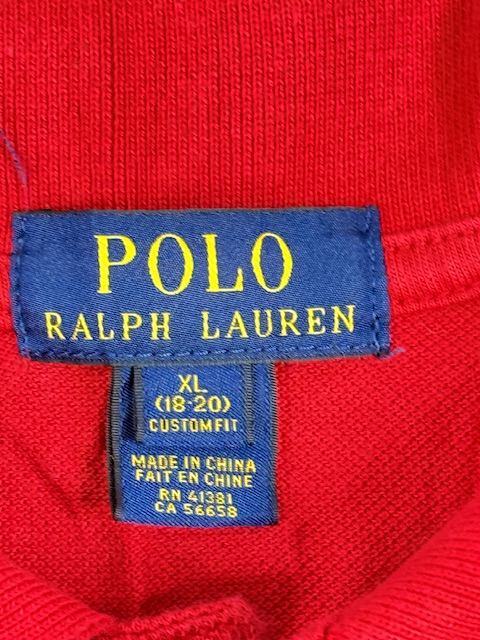 POLO
RALPH LAUREN
XL
(18-20)
CUSTOM FIT
MADE IN CHINA
FAIT EN CHINE
RN 41381
CA 56658